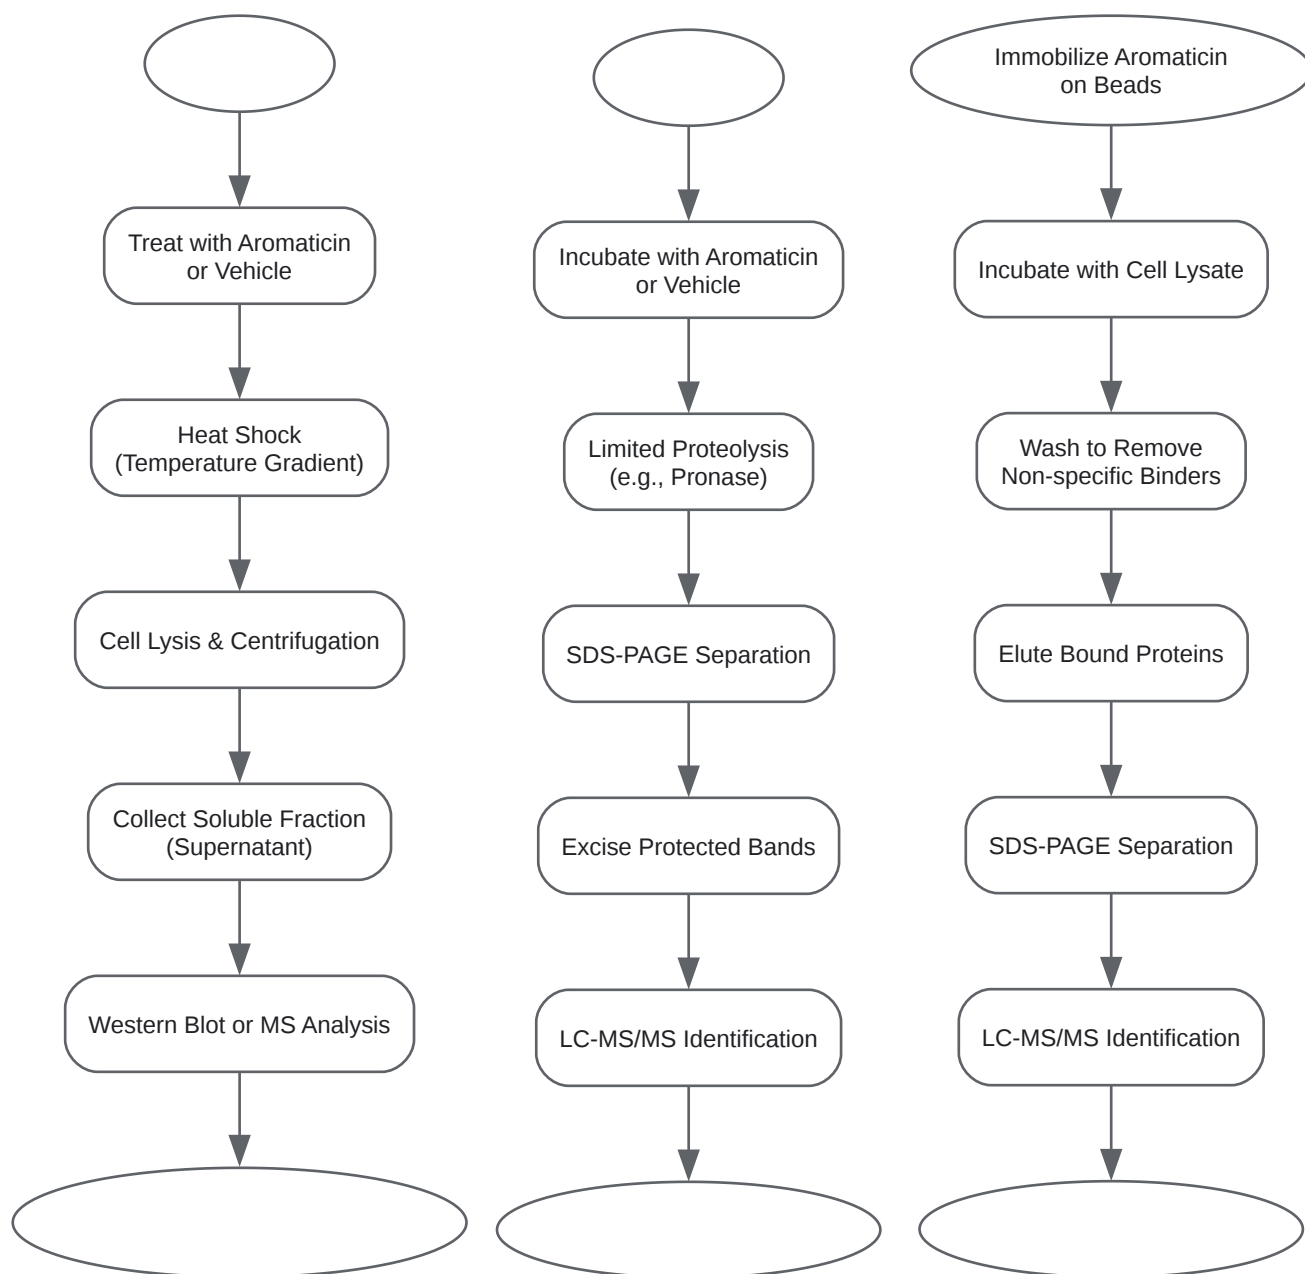 Treat with Aromaticin
or Vehicle
Heat Shock
(Temperature Gradient)
Cell Lysis & Centrifugation
Collect Soluble Fraction
(Supernatant)
Western Blot or MS Analysis
Incubate with Aromaticin
or Vehicle
Limited Proteolysis
(e.g., Pronase)
SDS-PAGE Separation
Excise Protected Bands
LC-MS/MS Identification
Immobilize Aromaticin
on Beads
Incubate with Cell Lysate
Wash to Remove
Non-specific Binders
Elute Bound Proteins
SDS-PAGE Separation
LC-MS/MS Identification